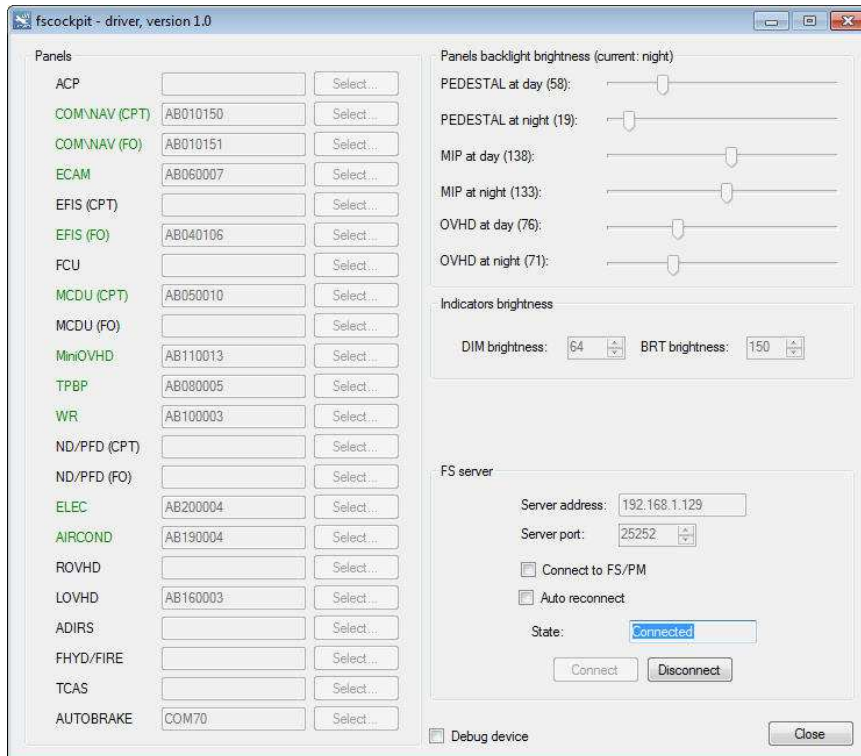 fscockpit - driver, version 1.0
Panels
ACP Select...
COM\NAV (CPT) AB010150 Select...
COM\NAV (FO) AB010151 Select...
ECAM AB060007 Select...
EFIS (CPT) Select...
EFIS (FO) AB040106 Select...
FCU Select...
MCDU (CPT) AB050010 Select...
MCDU (FO) Select...
MiniOVHD AB110013 Select...
TPBP AB080005 Select...
WR AB100003 Select...
ND/PFD (CPT) Select...
ND/PFD (FO) Select...
ELEC AB200004 Select...
AIRCOND AB190004 Select...
ROVHD Select...
LOVHD AB160003 Select...
ADIRS Select...
FHYD/FIRE Select...
TCAS Select...
AUTOBRAKE COM70 Select...
Panels backlight brightness (current: night)
PEDESTAL at day (58):
PEDESTAL at night (19):
MIP at day (138):
MIP at night (133):
OVHD at day (76):
OVHD at night (71):
Indicators brightness
DIM brightness: 64 BRT brightness: 150
FS server
Server address: 192.168.1.129
Server port: 25252
Connect to FS/PM
Auto reconnect
State: Connected
Connect Disconnect
Debug device Close